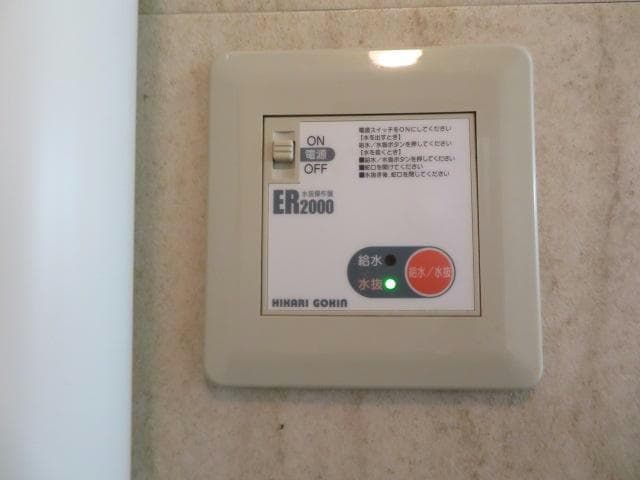 ON
電源
OFF
電源スイッチをONにしてください
【水を出すとき】
給水／水抜ボタンを押してください
【水を抜くとき】
■給水／水抜ボタンを押してください
■蛇口を開けてください
■水抜き後、蛇口を閉してください
ER2000
水抜操作盤
給水
水抜
給水／水抜
HIKARI GOKIN